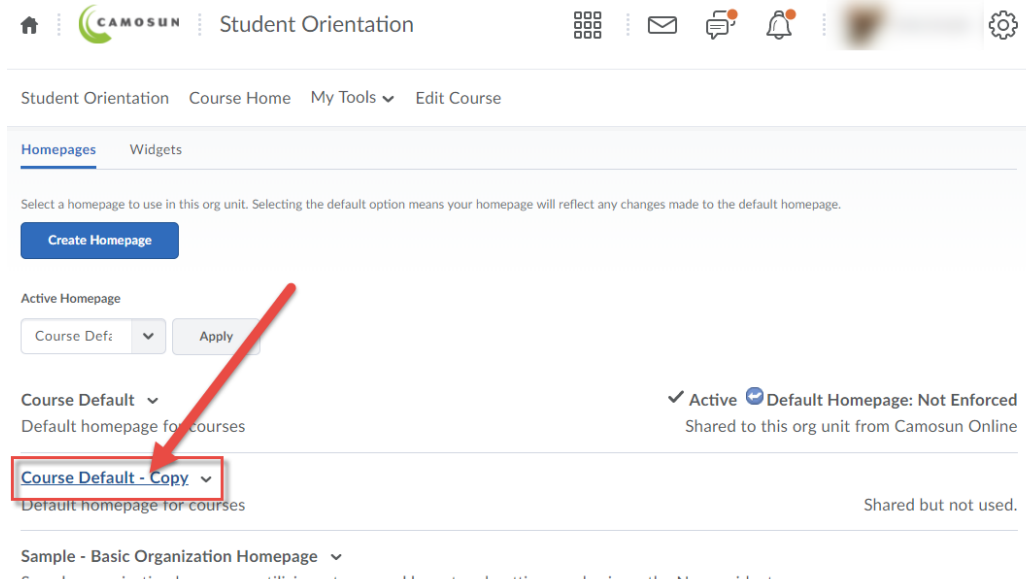 CAMOSUN
Student Orientation
Student Orientation Course Home My Tools Edit Course
Homepages Widgets
Select a homepage to use in this org unit. Selecting the default option means your homepage will reflect any changes made to the default homepage.
Create Homepage
Active Homepage
Course Defa Apply
Course Default Active Default Homepage: Not Enforced
Default homepage for courses Shared to this org unit from Camosun Online
Course Default - Copy
Default homepage for courses Shared but not used.
Sample - Basic Organization Homepage